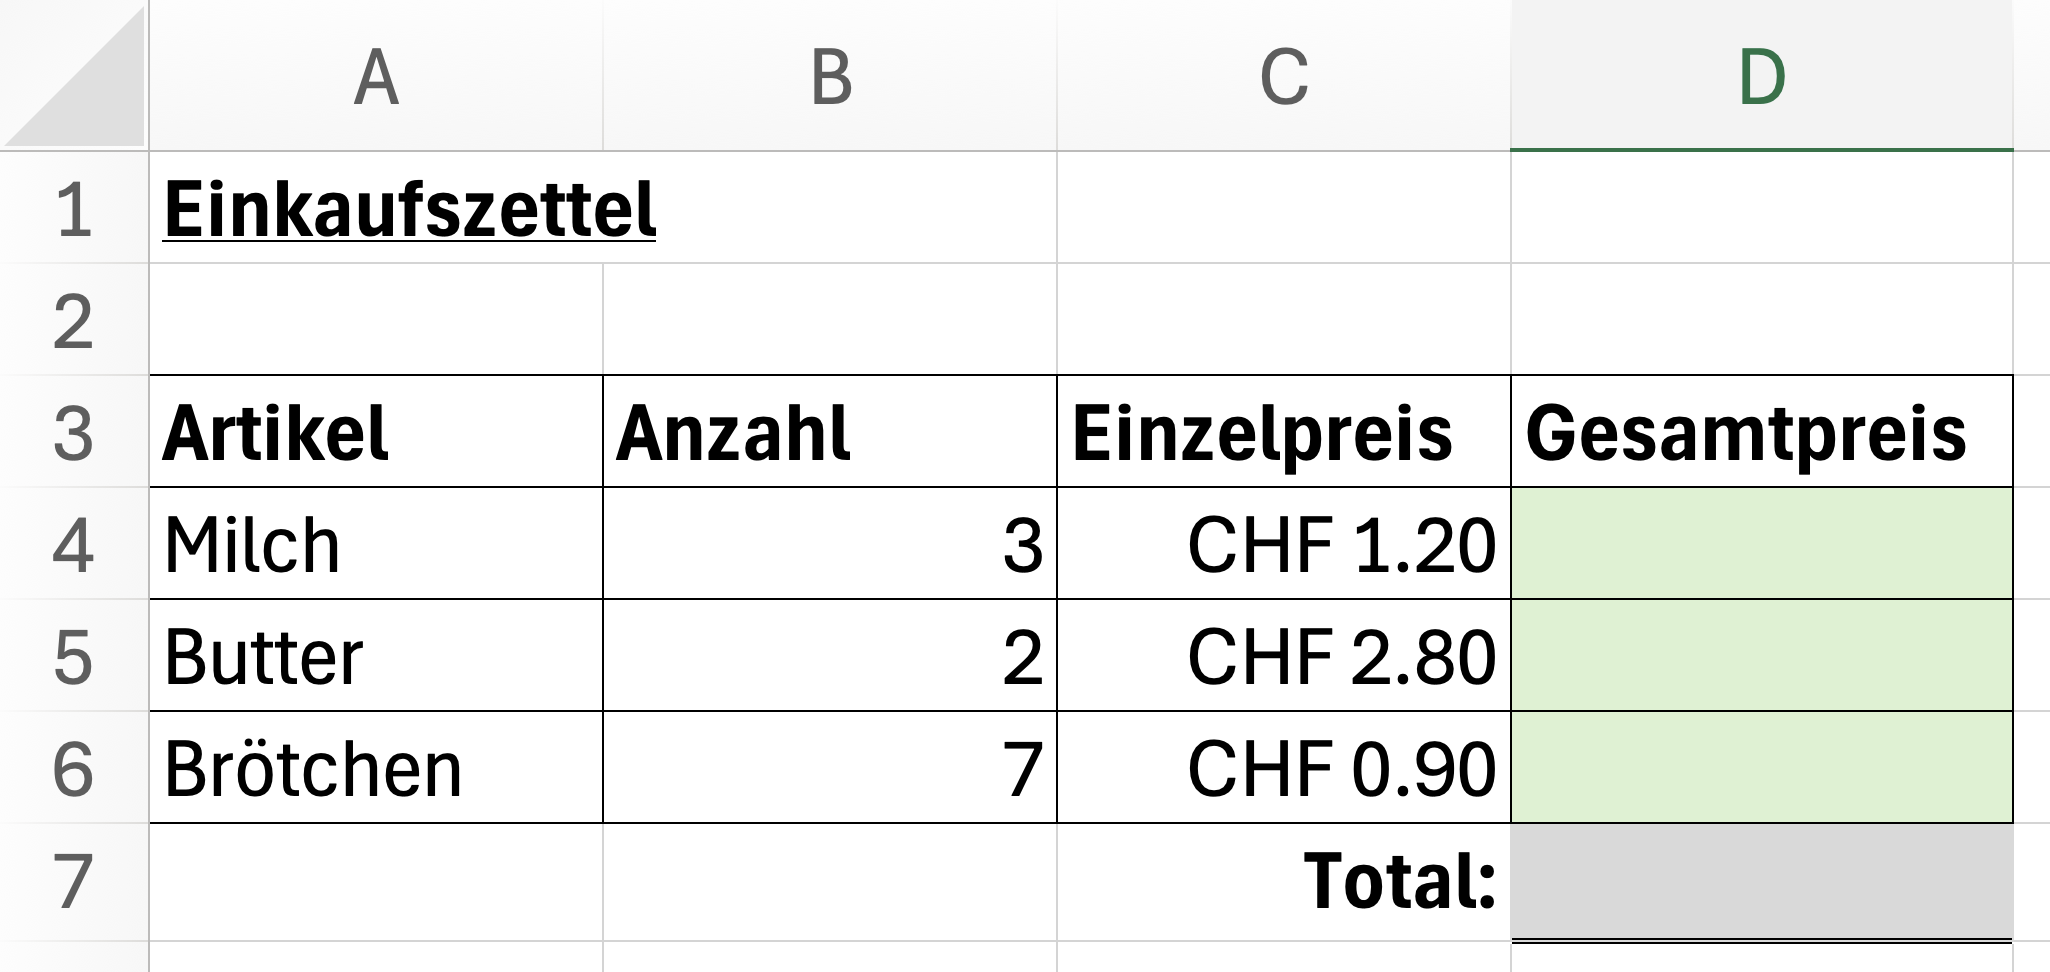 A B C D
1 Einkaufszettel
2
3 Artikel Anzahl Einzelpreis Gesamtpreis
4 Milch 3 CHF 1.20
5 Butter 2 CHF 2.80
6 Brötchen 7 CHF 0.90
7 Total: